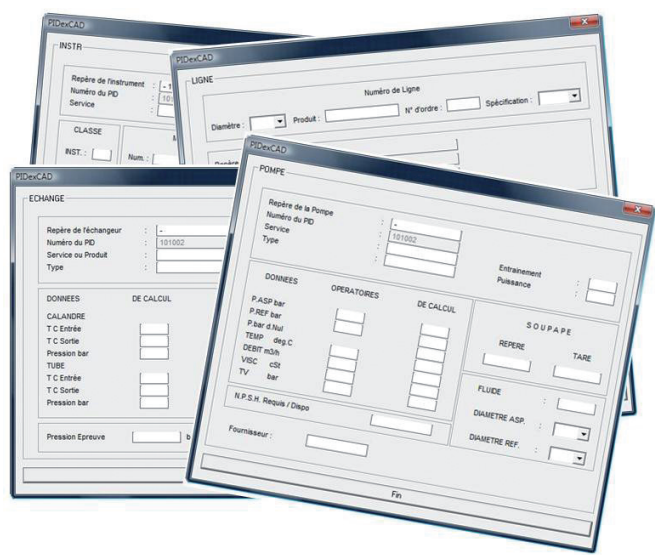 PIDexCAD
INSTR
Repère de l'instrument : -
Numéro du PID :
Service :
CLASSE
INST. :
Num. :
PIDexCAD
LIGNE
Numéro de Ligne
Diamètre : Produit : N° d'ordre : Spécification :
PIDexCAD
ECHANGE
Repère de l'échangeur : -
Numéro du PID : 101002
Service ou Produit :
Type :
DONNEES DE CALCUL
CALANDRE
T C Entrée
T C Sortie
Pression bar
TUBE
T C Entrée
T C Sortie
Pression bar
Pression Epreuve b
PIDexCAD
POMPE
Repère de la Pompe : -
Numéro du PID : 101002
Service :
Type :
Entrainement :
Puissance :
DONNEES OPERATOIRES DE CALCUL
P.ASP bar
P.REF bar
P.bar d.Nul
TEMP deg.C
DEBIT m3/h
VISC cSt
TV bar
SOUPAPE
REPERE TARE
FLUIDE :
DIAMETRE ASP. :
DIAMETRE REF. :
N.P.S.H. Requis / Dispo
Fournisseur :
Fin